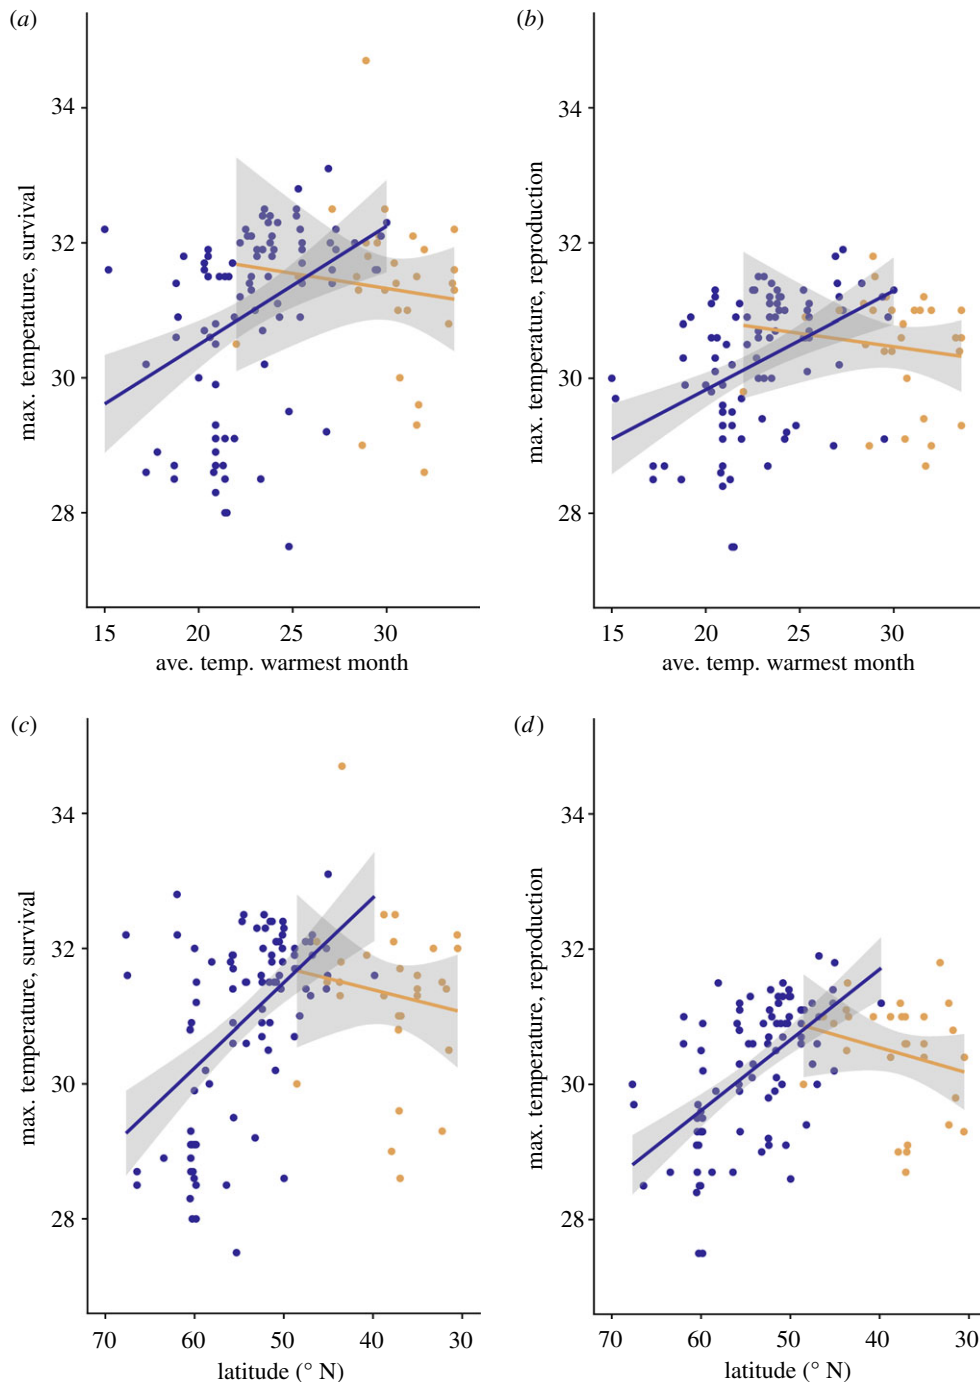 (a)
(b)
34
32
30
28
max. temperature, survival
15 20 25 30
ave. temp. warmest month
34
32
30
28
max. temperature, reproduction
15 20 25 30
ave. temp. warmest month
(c)
(d)
34
32
30
28
max. temperature, survival
70 60 50 40 30
latitude (° N)
34
32
30
28
max. temperature, reproduction
70 60 50 40 30
latitude (° N)